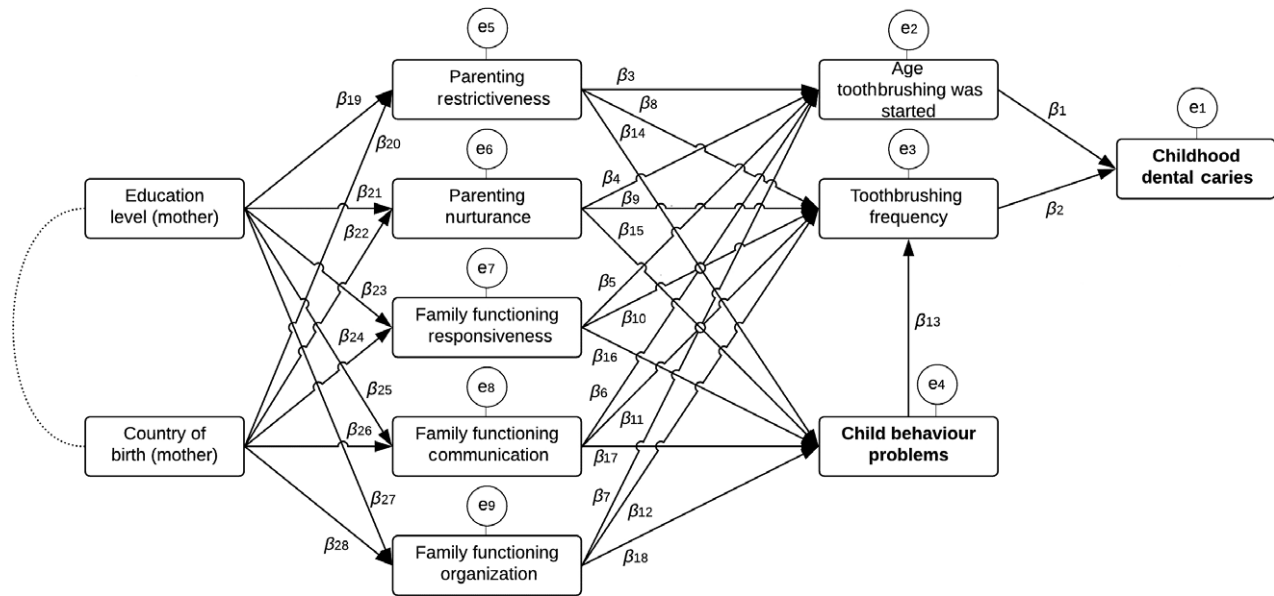 e5
Parenting
restrictiveness
e6
Parenting
nurturance
e7
Family functioning
responsiveness
e8
Family functioning
communication
e9
Family functioning
organization
Education
level (mother)
Country of
birth (mother)
e2
Age
toothbrushing was
started
e3
Toothbrushing
frequency
e4
Child behaviour
problems
e1
Childhood
dental caries
β19
β20
β21
β22
β23
β24
β25
β26
β27
β28
β3
β8
β14
β4
β9
β15
β5
β10
β16
β6
β11
β17
β7
β12
β18
β13
β1
β2